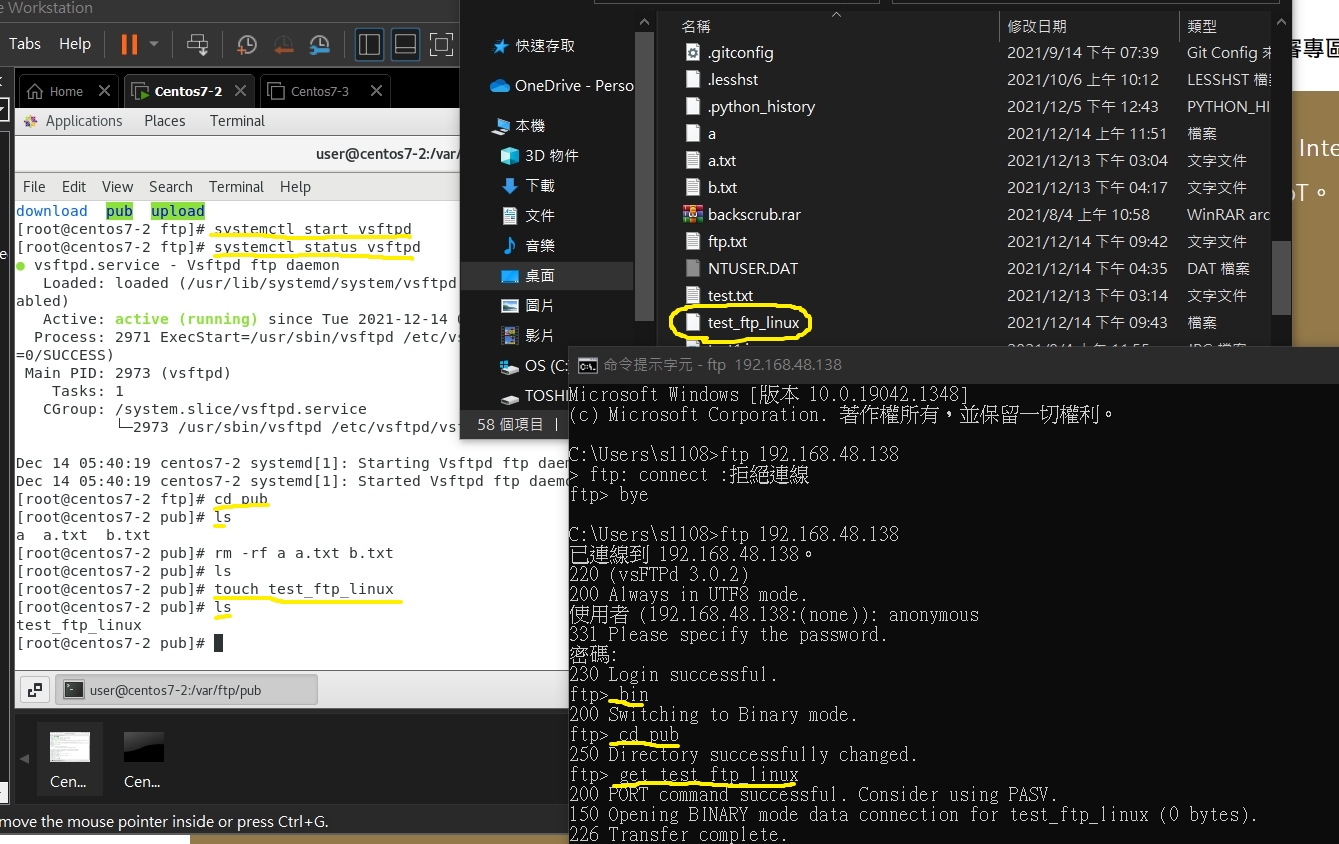 Workstation
Tabs Help
Home
Centos7-2
Centos7-3
Applications Places Terminal
user@centos7-2:/var/
File Edit View Search Terminal Help
download pub upload
[root@centos7-2 ftp]# systemctl start vsftpd
[root@centos7-2 ftp]# systemctl status vsftpd
● vsftpd.service - Vsftpd ftp daemon
Loaded: loaded (/usr/lib/systemd/system/vsftpd
abled)
Active: active (running) since Tue 2021-12-14
Process: 2971 ExecStart=/usr/sbin/vsftpd /etc/vs
=0/SUCCESS)
Main PID: 2973 (vsftpd)
Tasks: 1
CGroup: /system.slice/vsftpd.service
└─2973 /usr/sbin/vsftpd /etc/vsftpd/vs
Dec 14 05:40:19 centos7-2 systemd[1]: Starting Vsftpd ftp daem
Dec 14 05:40:19 centos7-2 systemd[1]: Started Vsftpd ftp daemo
[root@centos7-2 ftp]# cd pub
[root@centos7-2 pub]# ls
a a.txt b.txt
[root@centos7-2 pub]# rm -rf a a.txt b.txt
[root@centos7-2 pub]# ls
[root@centos7-2 pub]# touch test_ftp_linux
[root@centos7-2 pub]# ls
test_ftp_linux
[root@centos7-2 pub]#
user@centos7-2:/var/ftp/pub
Cen... Cen...
move the mouse pointer inside or press Ctrl+G.
快速存取
OneDrive - Perso
本機
3D 物件
下載
文件
音樂
桌面
圖片
影片
OS (C:
TOSHI
58 個項目
名稱 修改日期 類型
.gitconfig 2021/9/14 下午 07:39 Git Config 來
.lesshst 2021/10/6 上午 10:12 LESSHST 檔
.python_history 2021/12/5 下午 12:43 PYTHON_HI
a 2021/12/14 上午 11:51 檔案
a.txt 2021/12/13 下午 03:04 文字文件
b.txt 2021/12/13 下午 04:17 文字文件
backscrub.rar 2021/8/4 上午 10:58 WinRAR arc
ftp.txt 2021/12/14 下午 09:42 文字文件
NTUSER.DAT 2021/12/14 下午 04:35 DAT 檔案
test.txt 2021/12/13 下午 03:14 文字文件
test_ftp_linux 2021/12/14 下午 09:43 檔案
命令提示字元 - ftp 192.168.48.138
Microsoft Windows [版本 10.0.19042.1348]
(c) Microsoft Corporation. 著作權所有，並保留一切權利。
C:\Users\s1108>ftp 192.168.48.138
> ftp: connect :拒絕連線
ftp> bye
C:\Users\s1108>ftp 192.168.48.138
已連線到 192.168.48.138。
220 (vsFTPd 3.0.2)
200 Always in UTF8 mode.
使用者 (192.168.48.138:(none)): anonymous
331 Please specify the password.
密碼:
230 Login successful.
ftp> bin
200 Switching to Binary mode.
ftp> cd pub
250 Directory successfully changed.
ftp> get test_ftp_linux
200 PORT command successful. Consider using PASV.
150 Opening BINARY mode data connection for test_ftp_linux (0 bytes).
226 Transfer complete.
專區
Inte
oT。